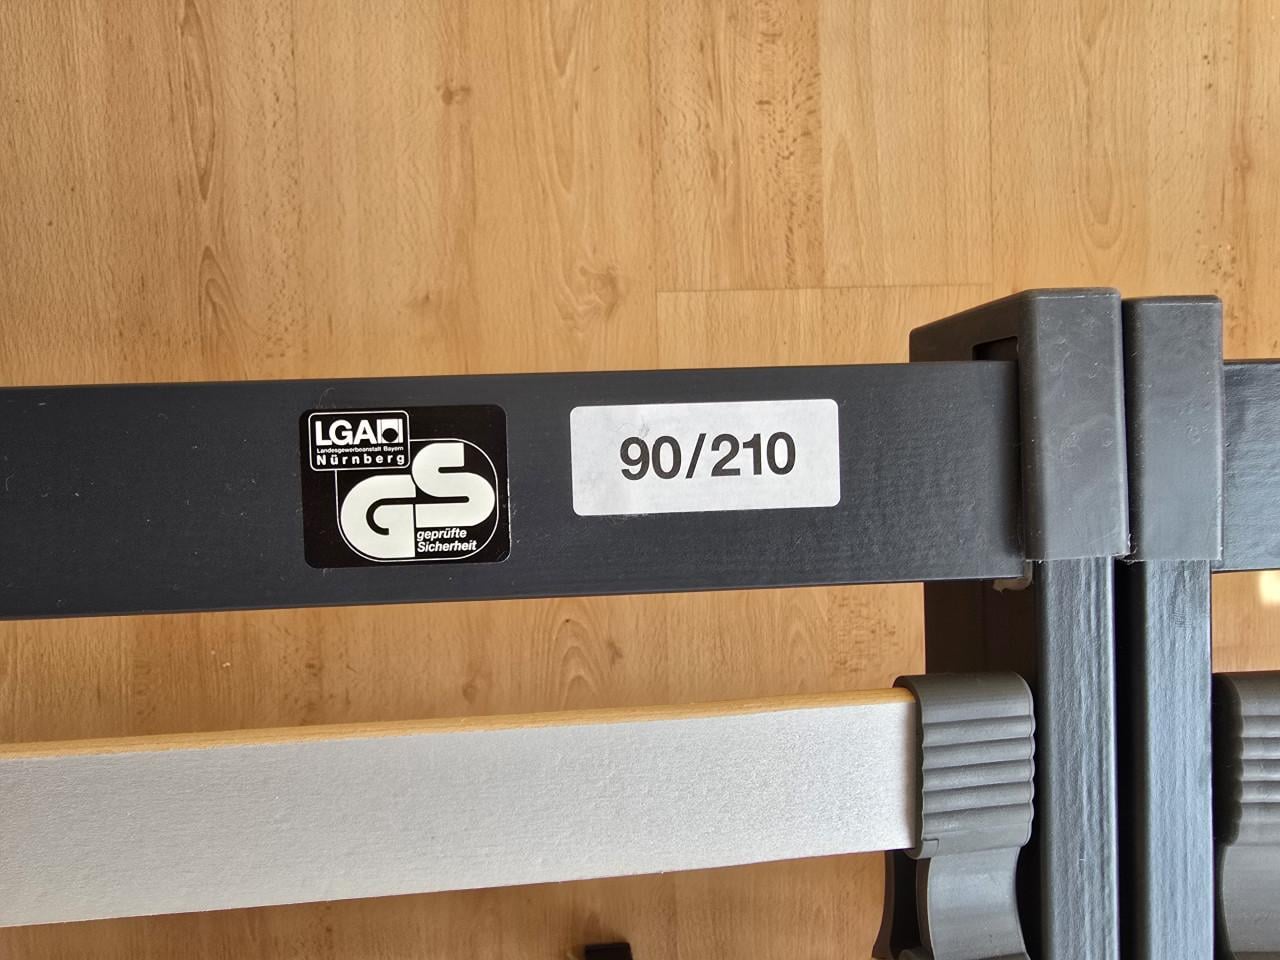 LGA
Landesgewerbeanstalt Bayern
Nürnberg
GS
geprüfte
Sicherheit
90/210